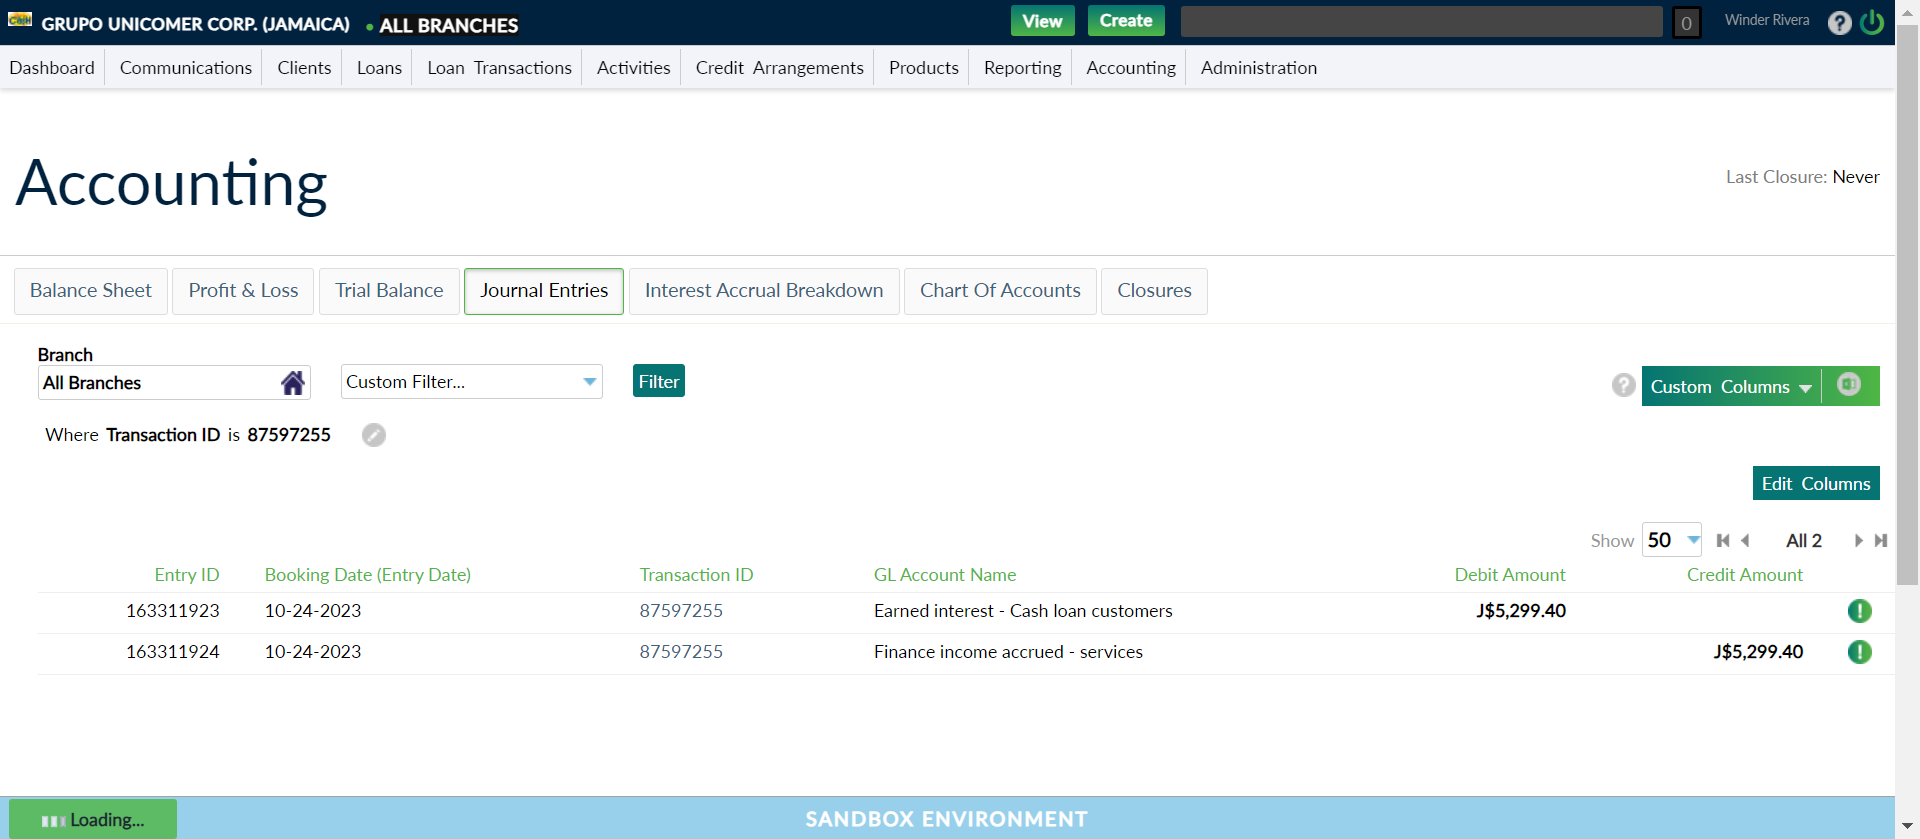 GRUPO UNICOMER CORP. (JAMAICA) • ALL BRANCHES View Create 0 Winder Rivera ?
Dashboard Communications Clients Loans Loan Transactions Activities Credit Arrangements Products Reporting Accounting Administration
Accounting
Last Closure: Never
Balance Sheet Profit & Loss Trial Balance Journal Entries Interest Accrual Breakdown Chart Of Accounts Closures
Branch
All Branches Custom Filter... Filter ? Custom Columns
Where Transaction ID is 87597255
Edit Columns
Show 50 All 2
Entry ID Booking Date (Entry Date) Transaction ID GL Account Name Debit Amount Credit Amount
163311923 10-24-2023 87597255 Earned interest - Cash loan customers J$5,299.40 !
163311924 10-24-2023 87597255 Finance income accrued - services J$5,299.40 !
Loading... SANDBOX ENVIRONMENT